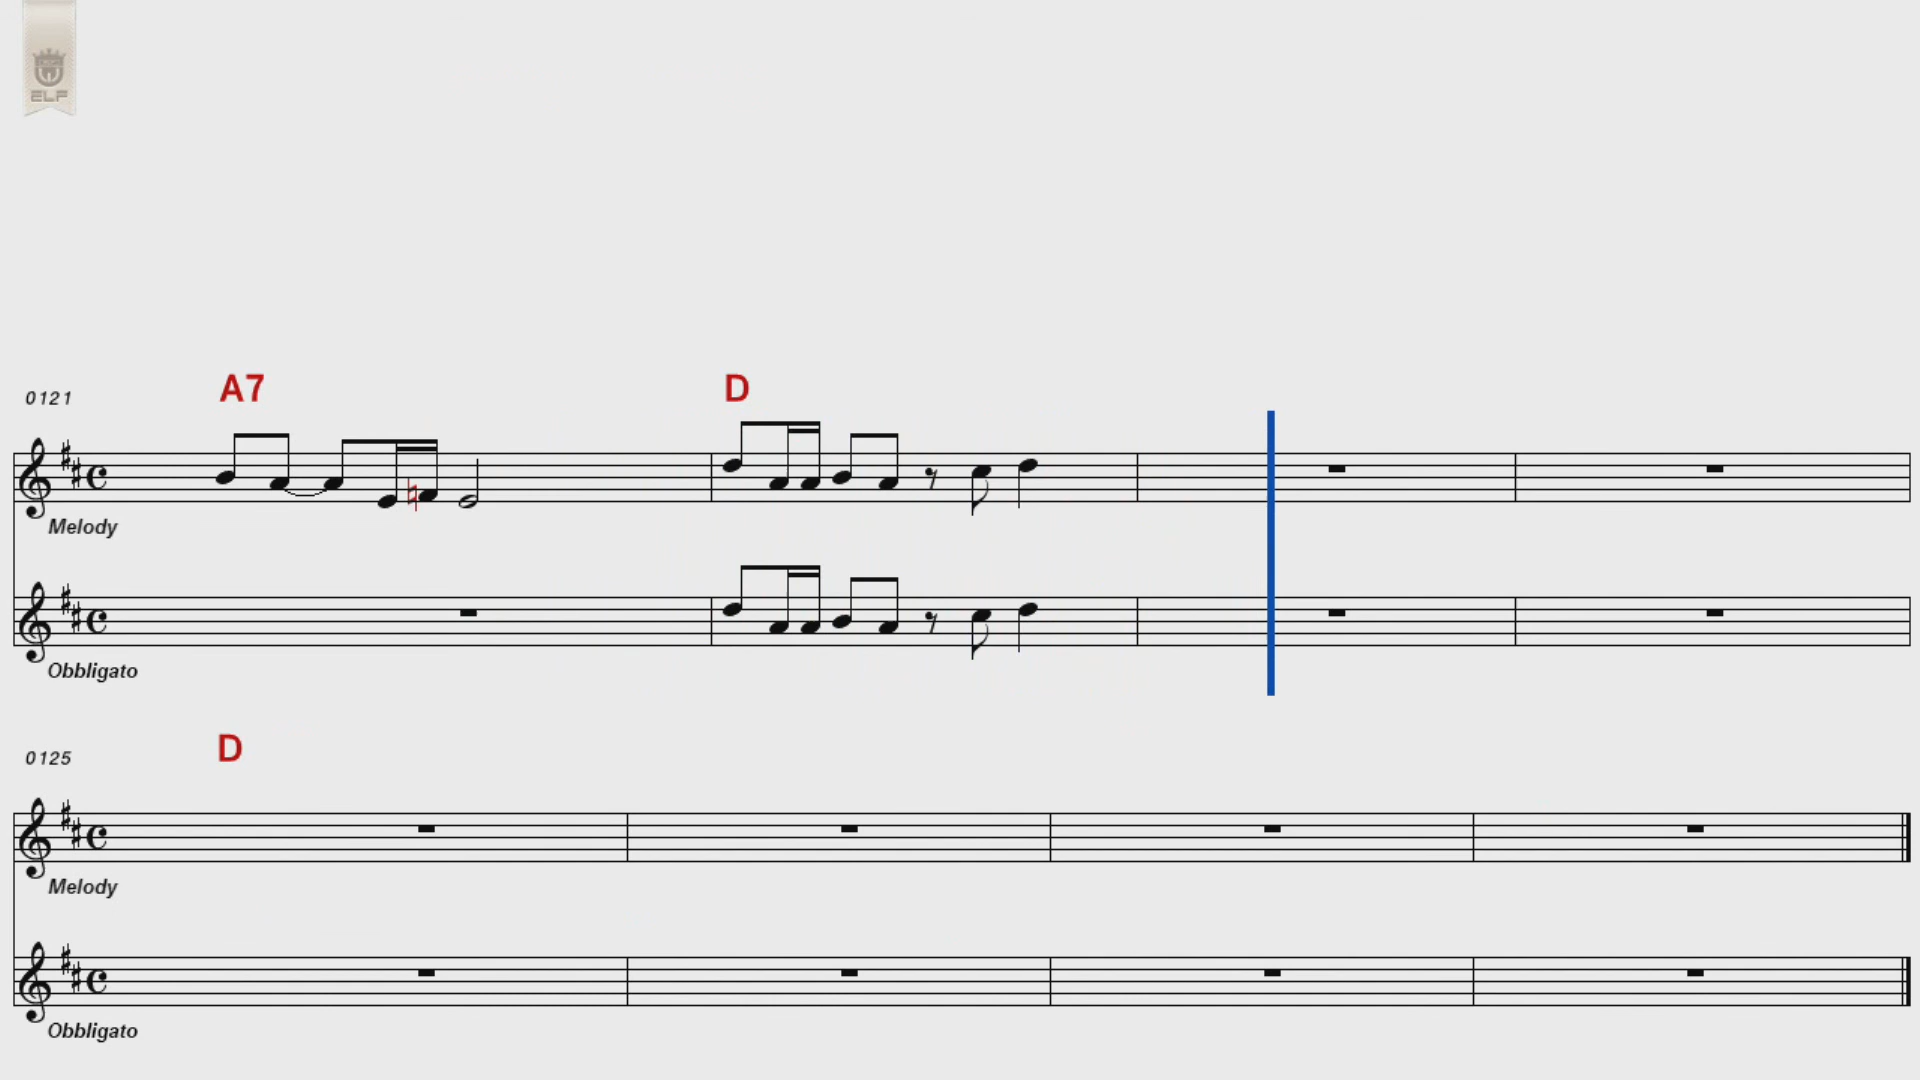 ELF
0121 A7 D
Melody
Obbligato
0125 D
Melody
Obbligato